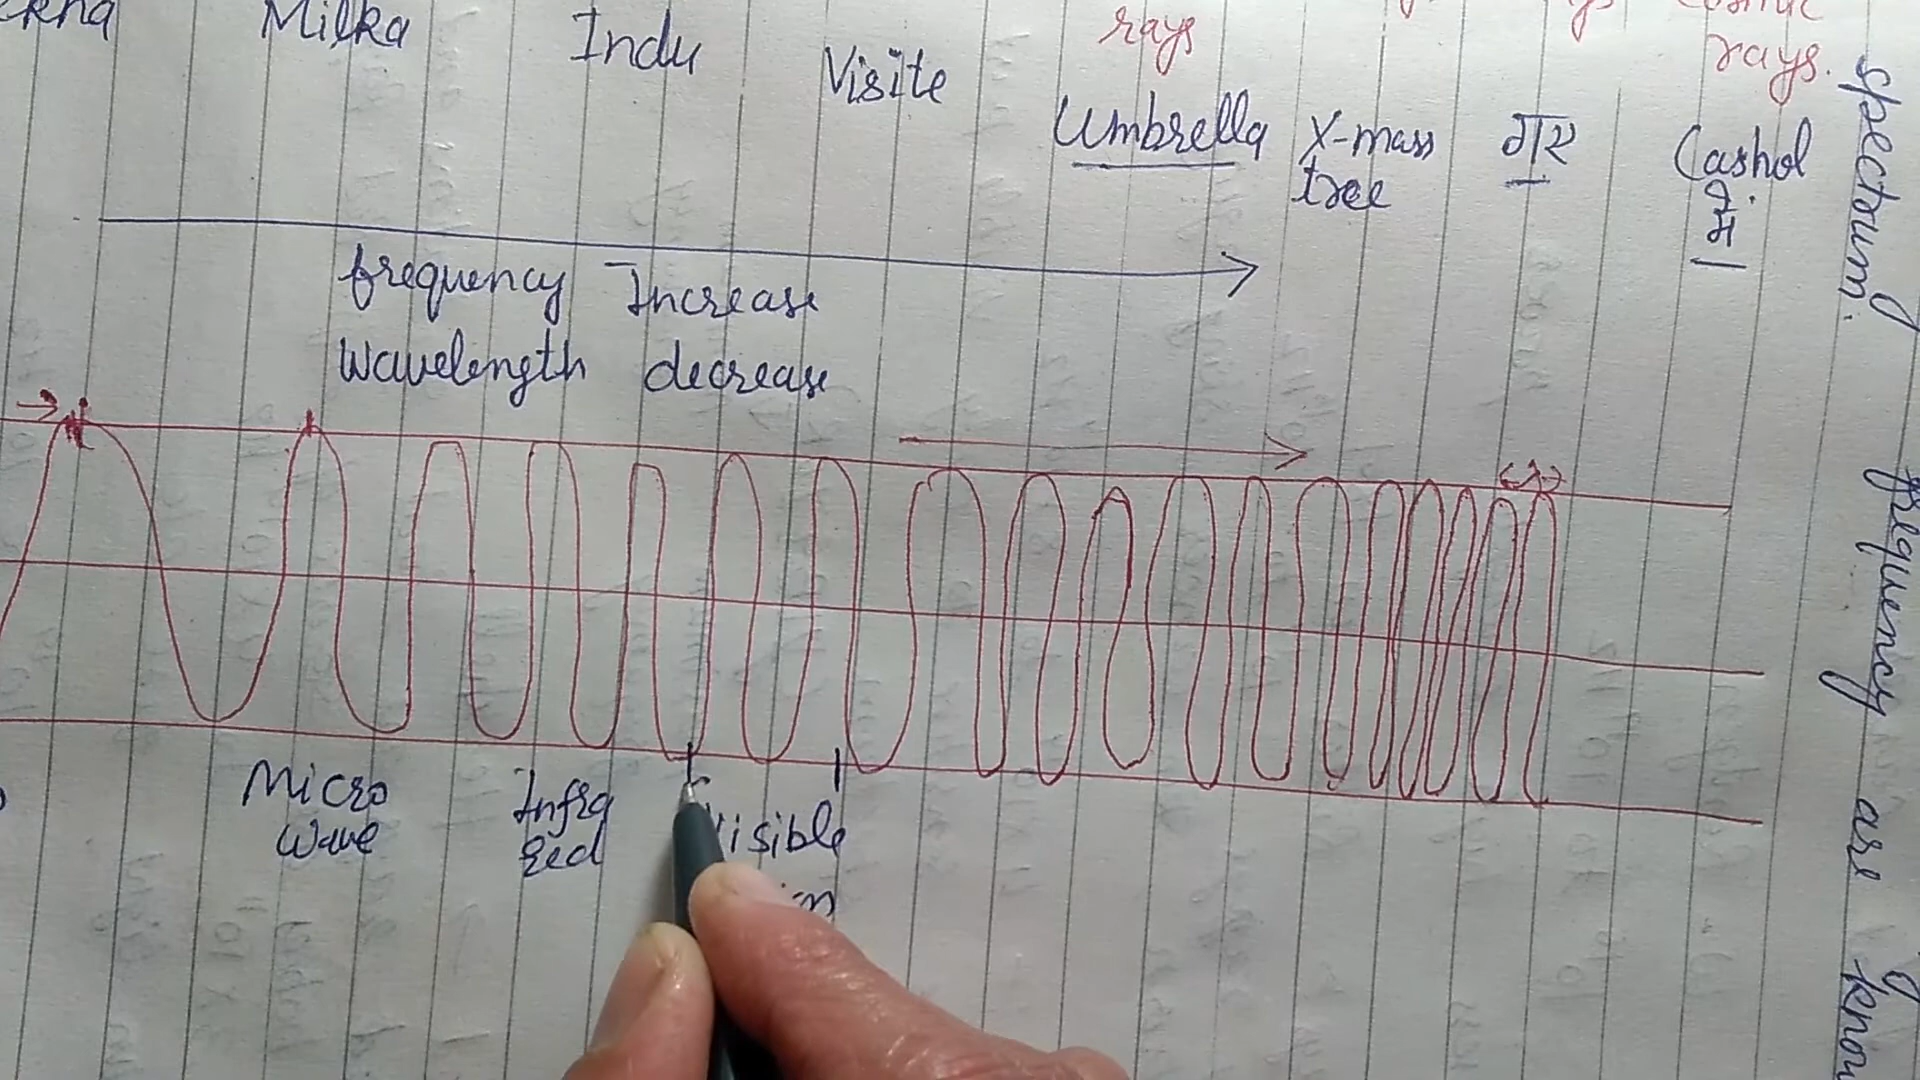 Milka
Indu
Visite
rays
rays.
Umbrella
X-mass
tree
गार
Cashol
में
frequency Increase
Wavelength decrease
Micro
Wave
Infra
red
visible
spectrum.
frequency are